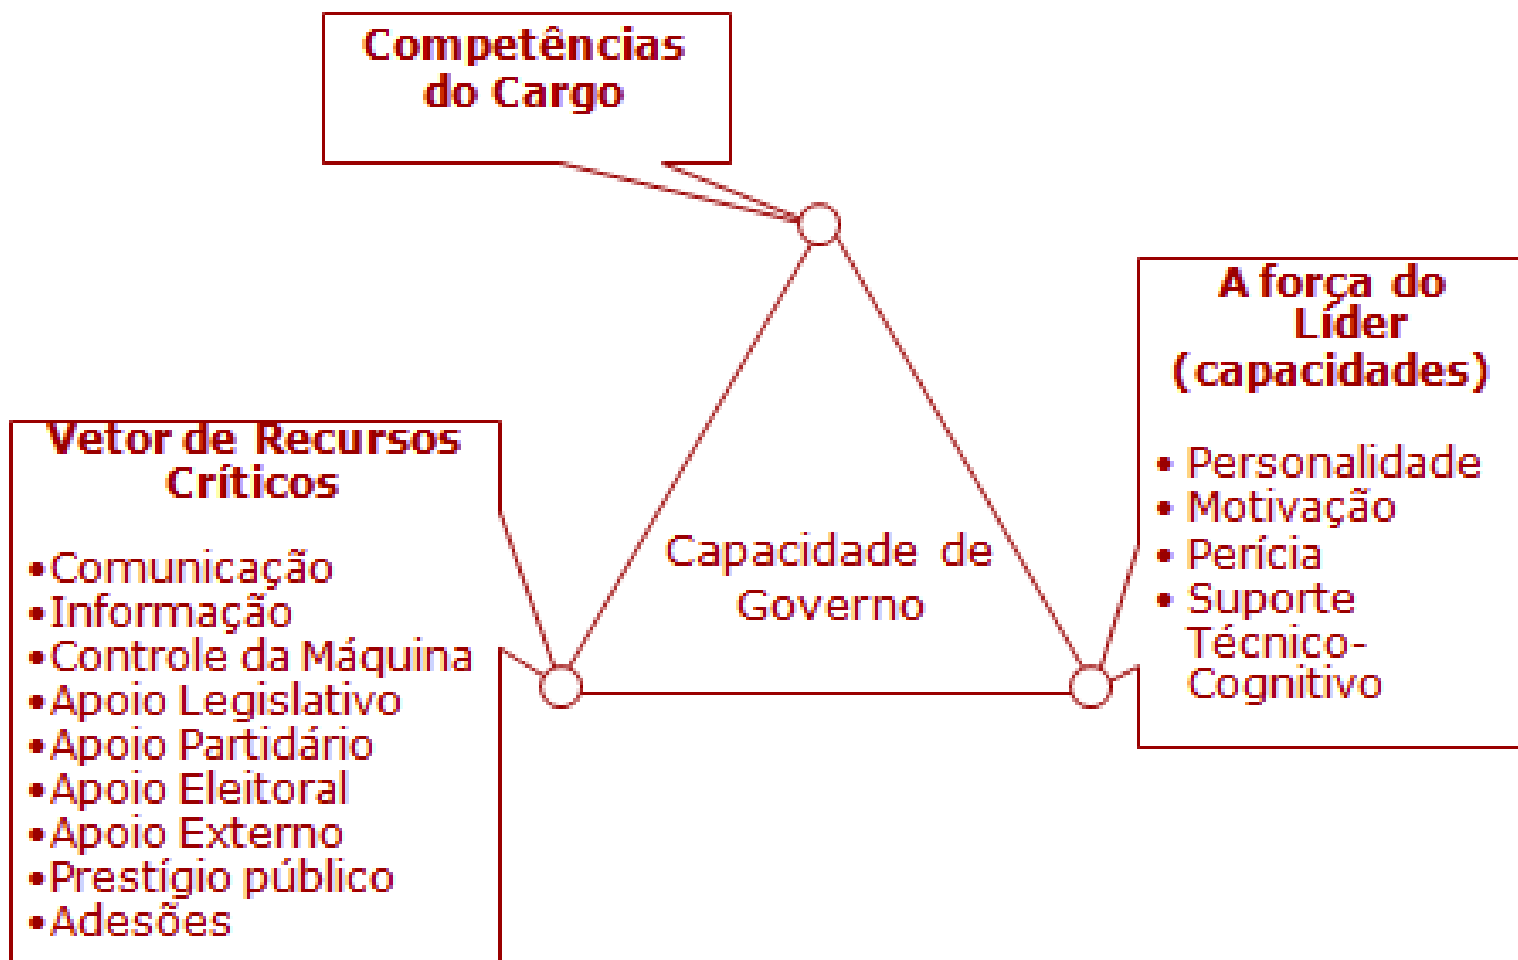 Competências
do Cargo
A força do
Líder
(capacidades)
• Personalidade
• Motivação
• Perícia
• Suporte
Técnico-
Cognitivo
Vetor de Recursos
Críticos
•Comunicação
•Informação
•Controle da Máquina
•Apoio Legislativo
•Apoio Partidário
•Apoio Eleitoral
•Apoio Externo
•Prestígio público
•Adesões
Capacidade de
Governo